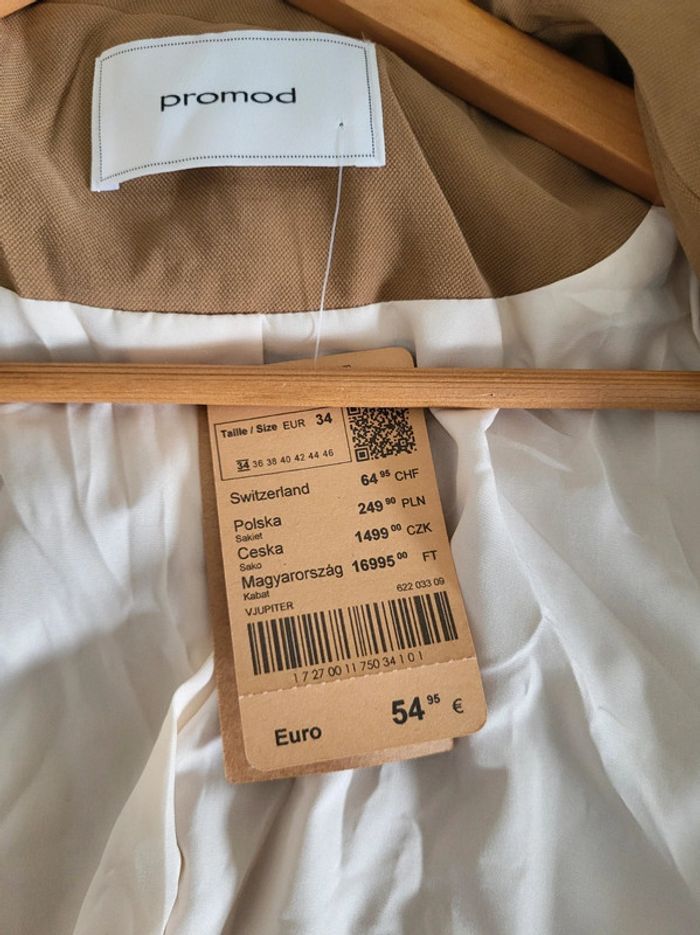 promod
Taille / Size EUR 34
34 36 38 40 42 44 46
Switzerland 64 95 CHF
Polska 249 90 PLN
Sakiet
Ceska 1499 00 CZK
Sako
Magyarország 16995 00 FT
Kabat
622 033 09
VJUPITER
1 7 27 00 11 750 34 1 0 1
Euro 54 95 €